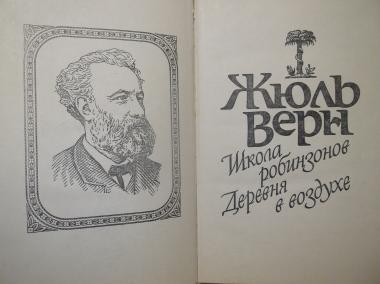 Жюль
Верн
Школа
робинзонов
Деревня
в воздухе